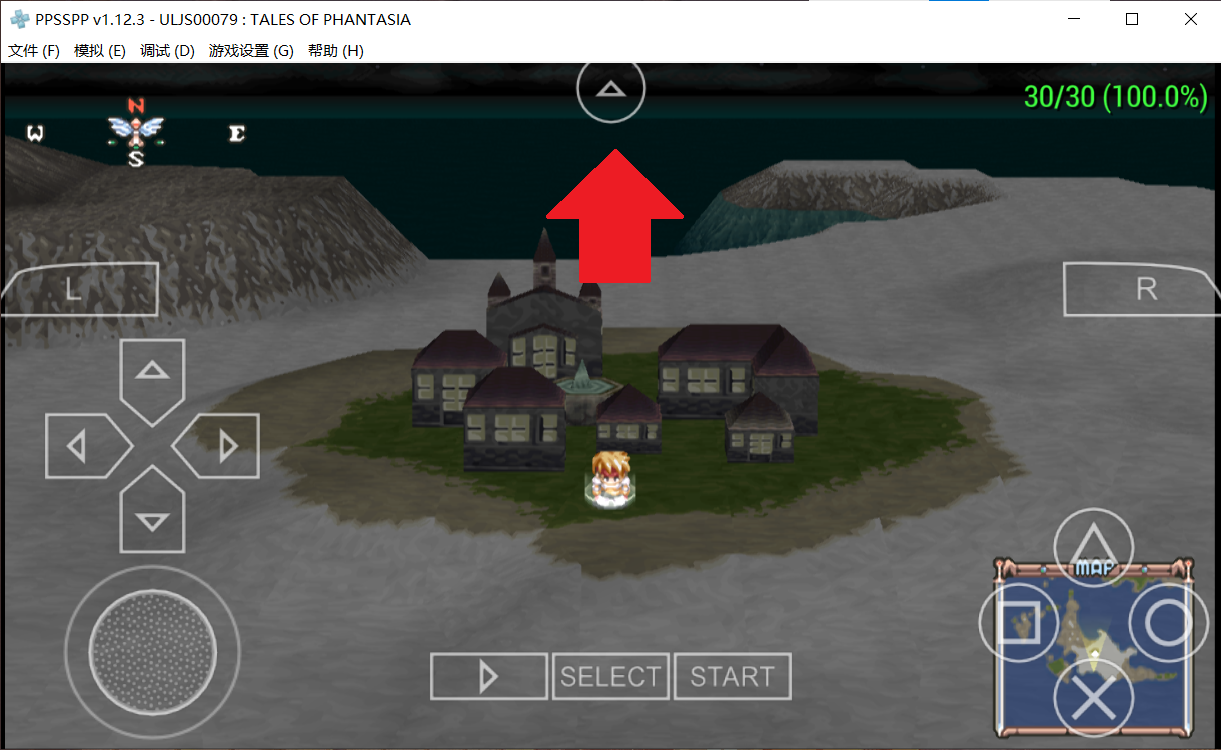 PPSSPP v1.12.3 - ULJS00079 : TALES OF PHANTASIA
文件 (F) 模拟 (E) 调试 (D) 游戏设置 (G) 帮助 (H)
30/30 (100.0%)
N
W E
S
L R
MAP
SELECT START